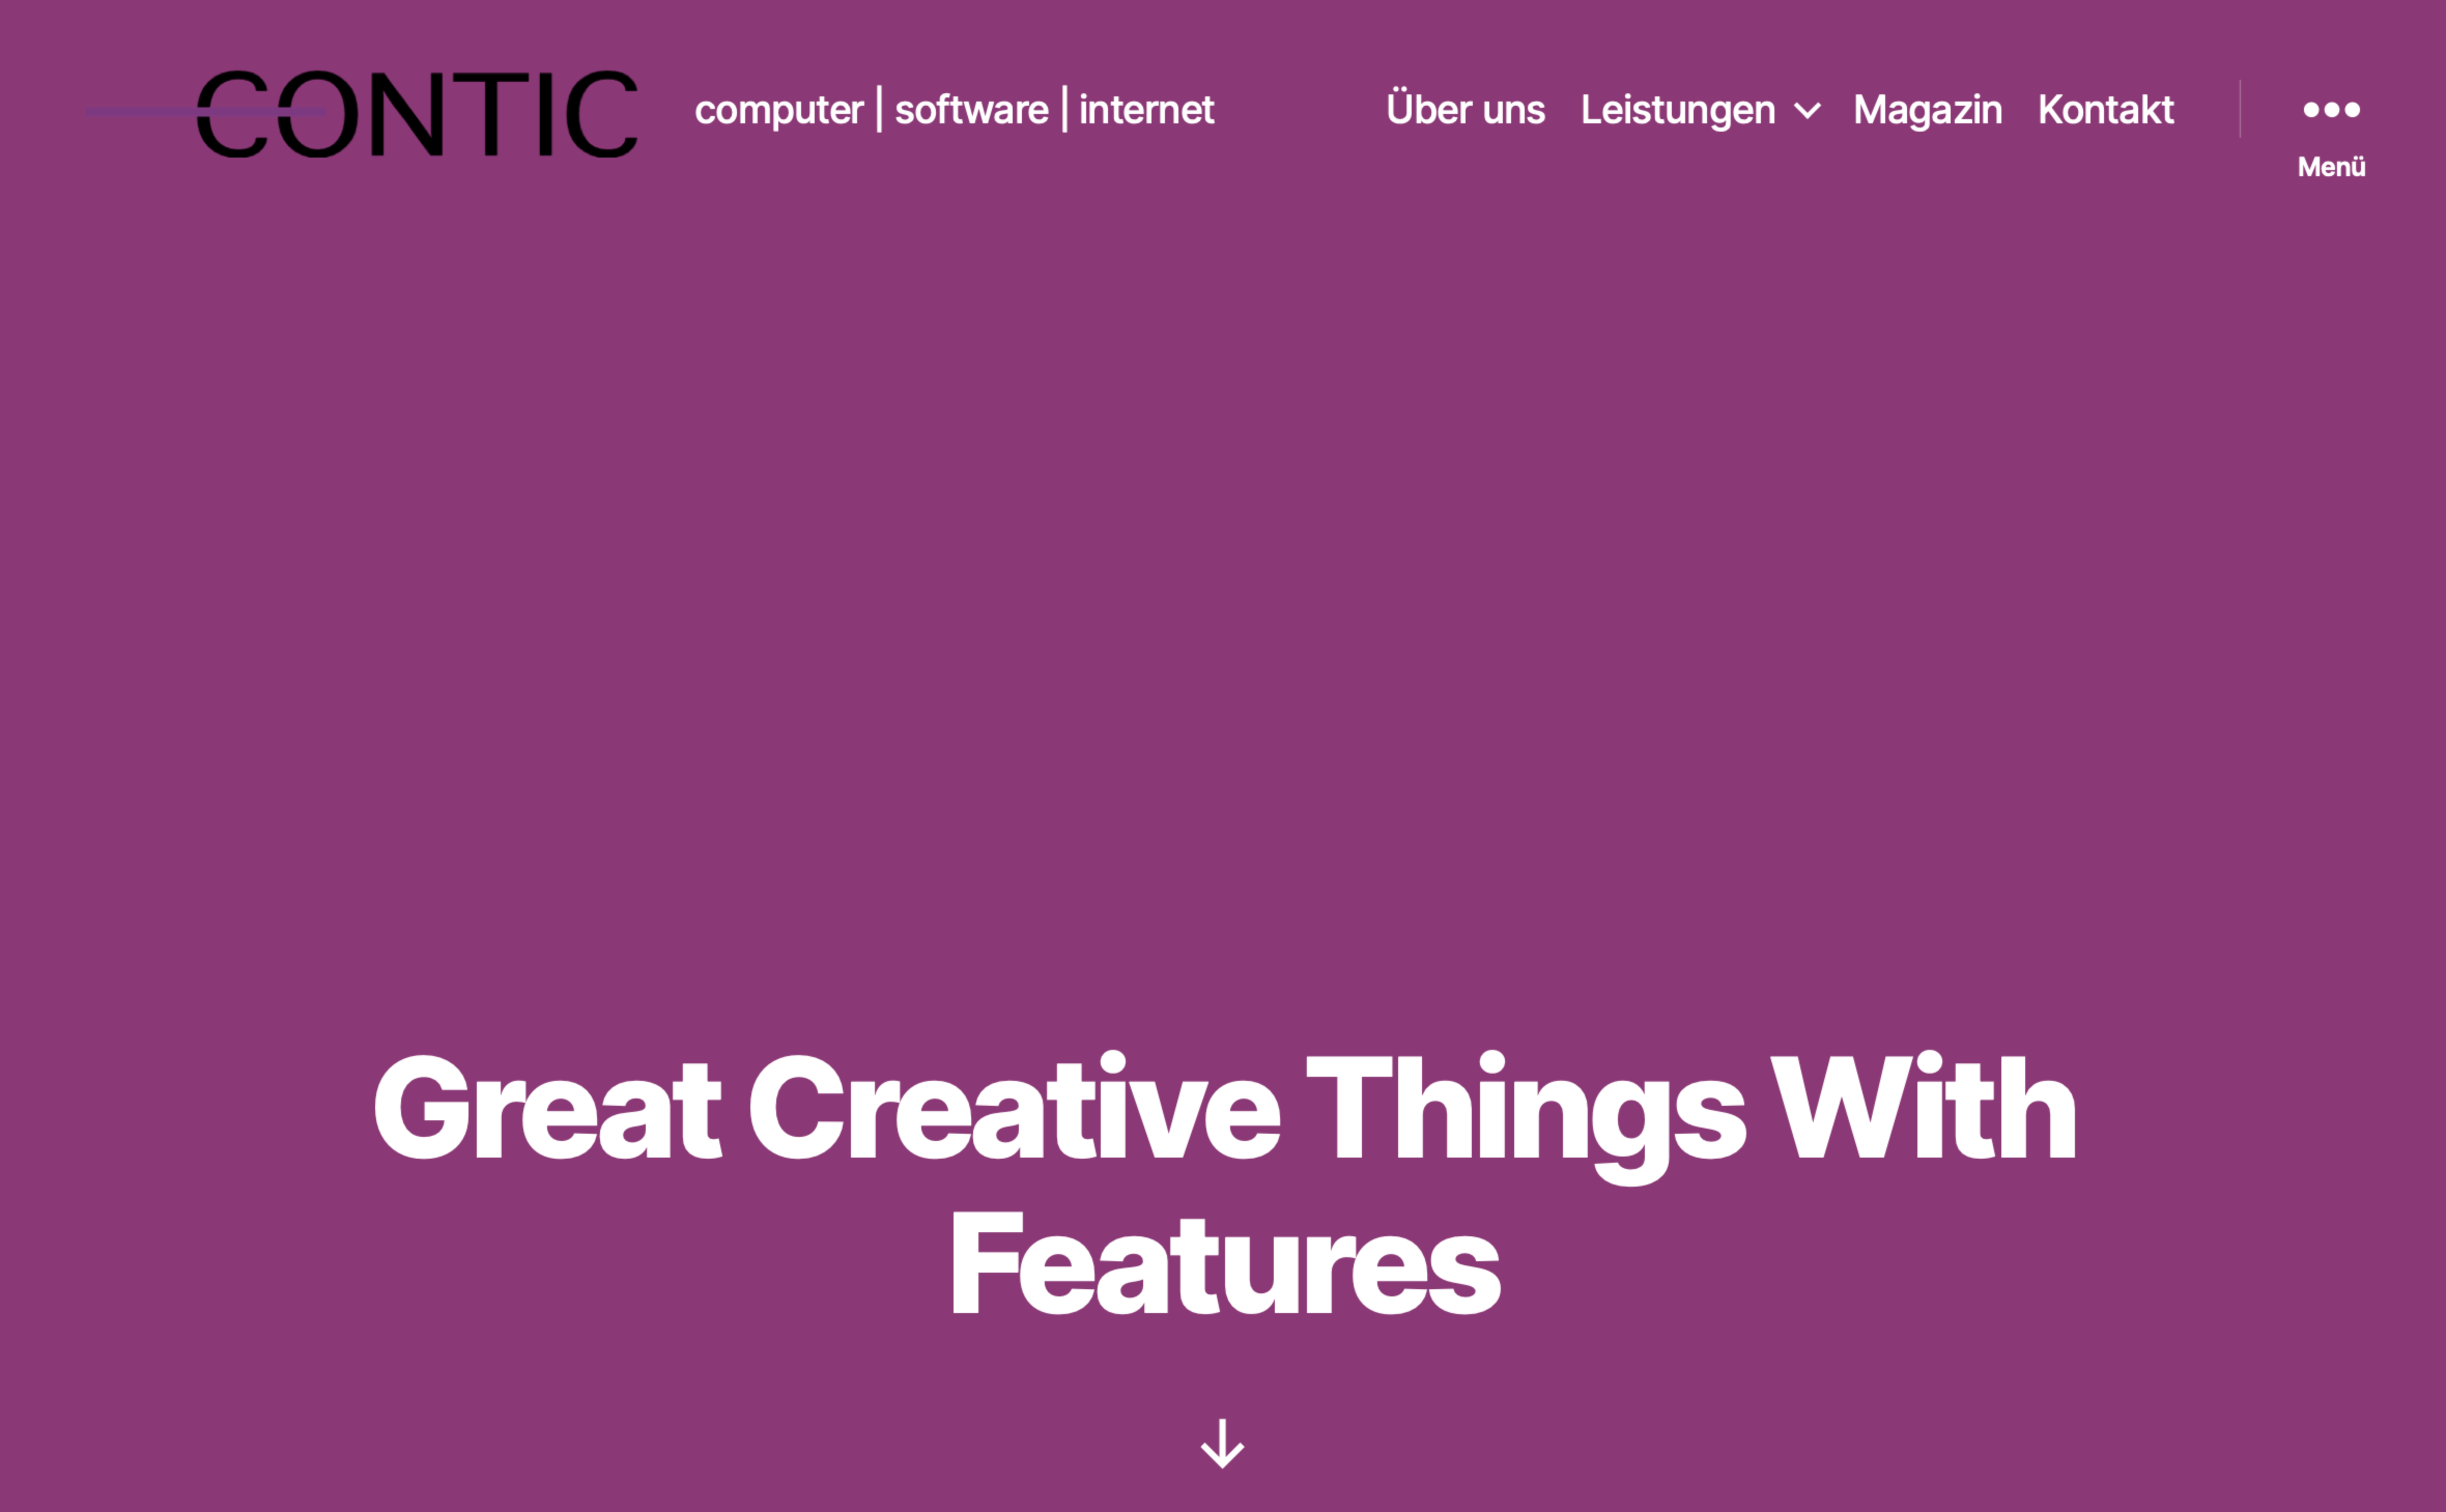 CONTIC
computer | software | internet
Über uns Leistungen Magazin Kontakt
Menü
Great Creative Things With
Features